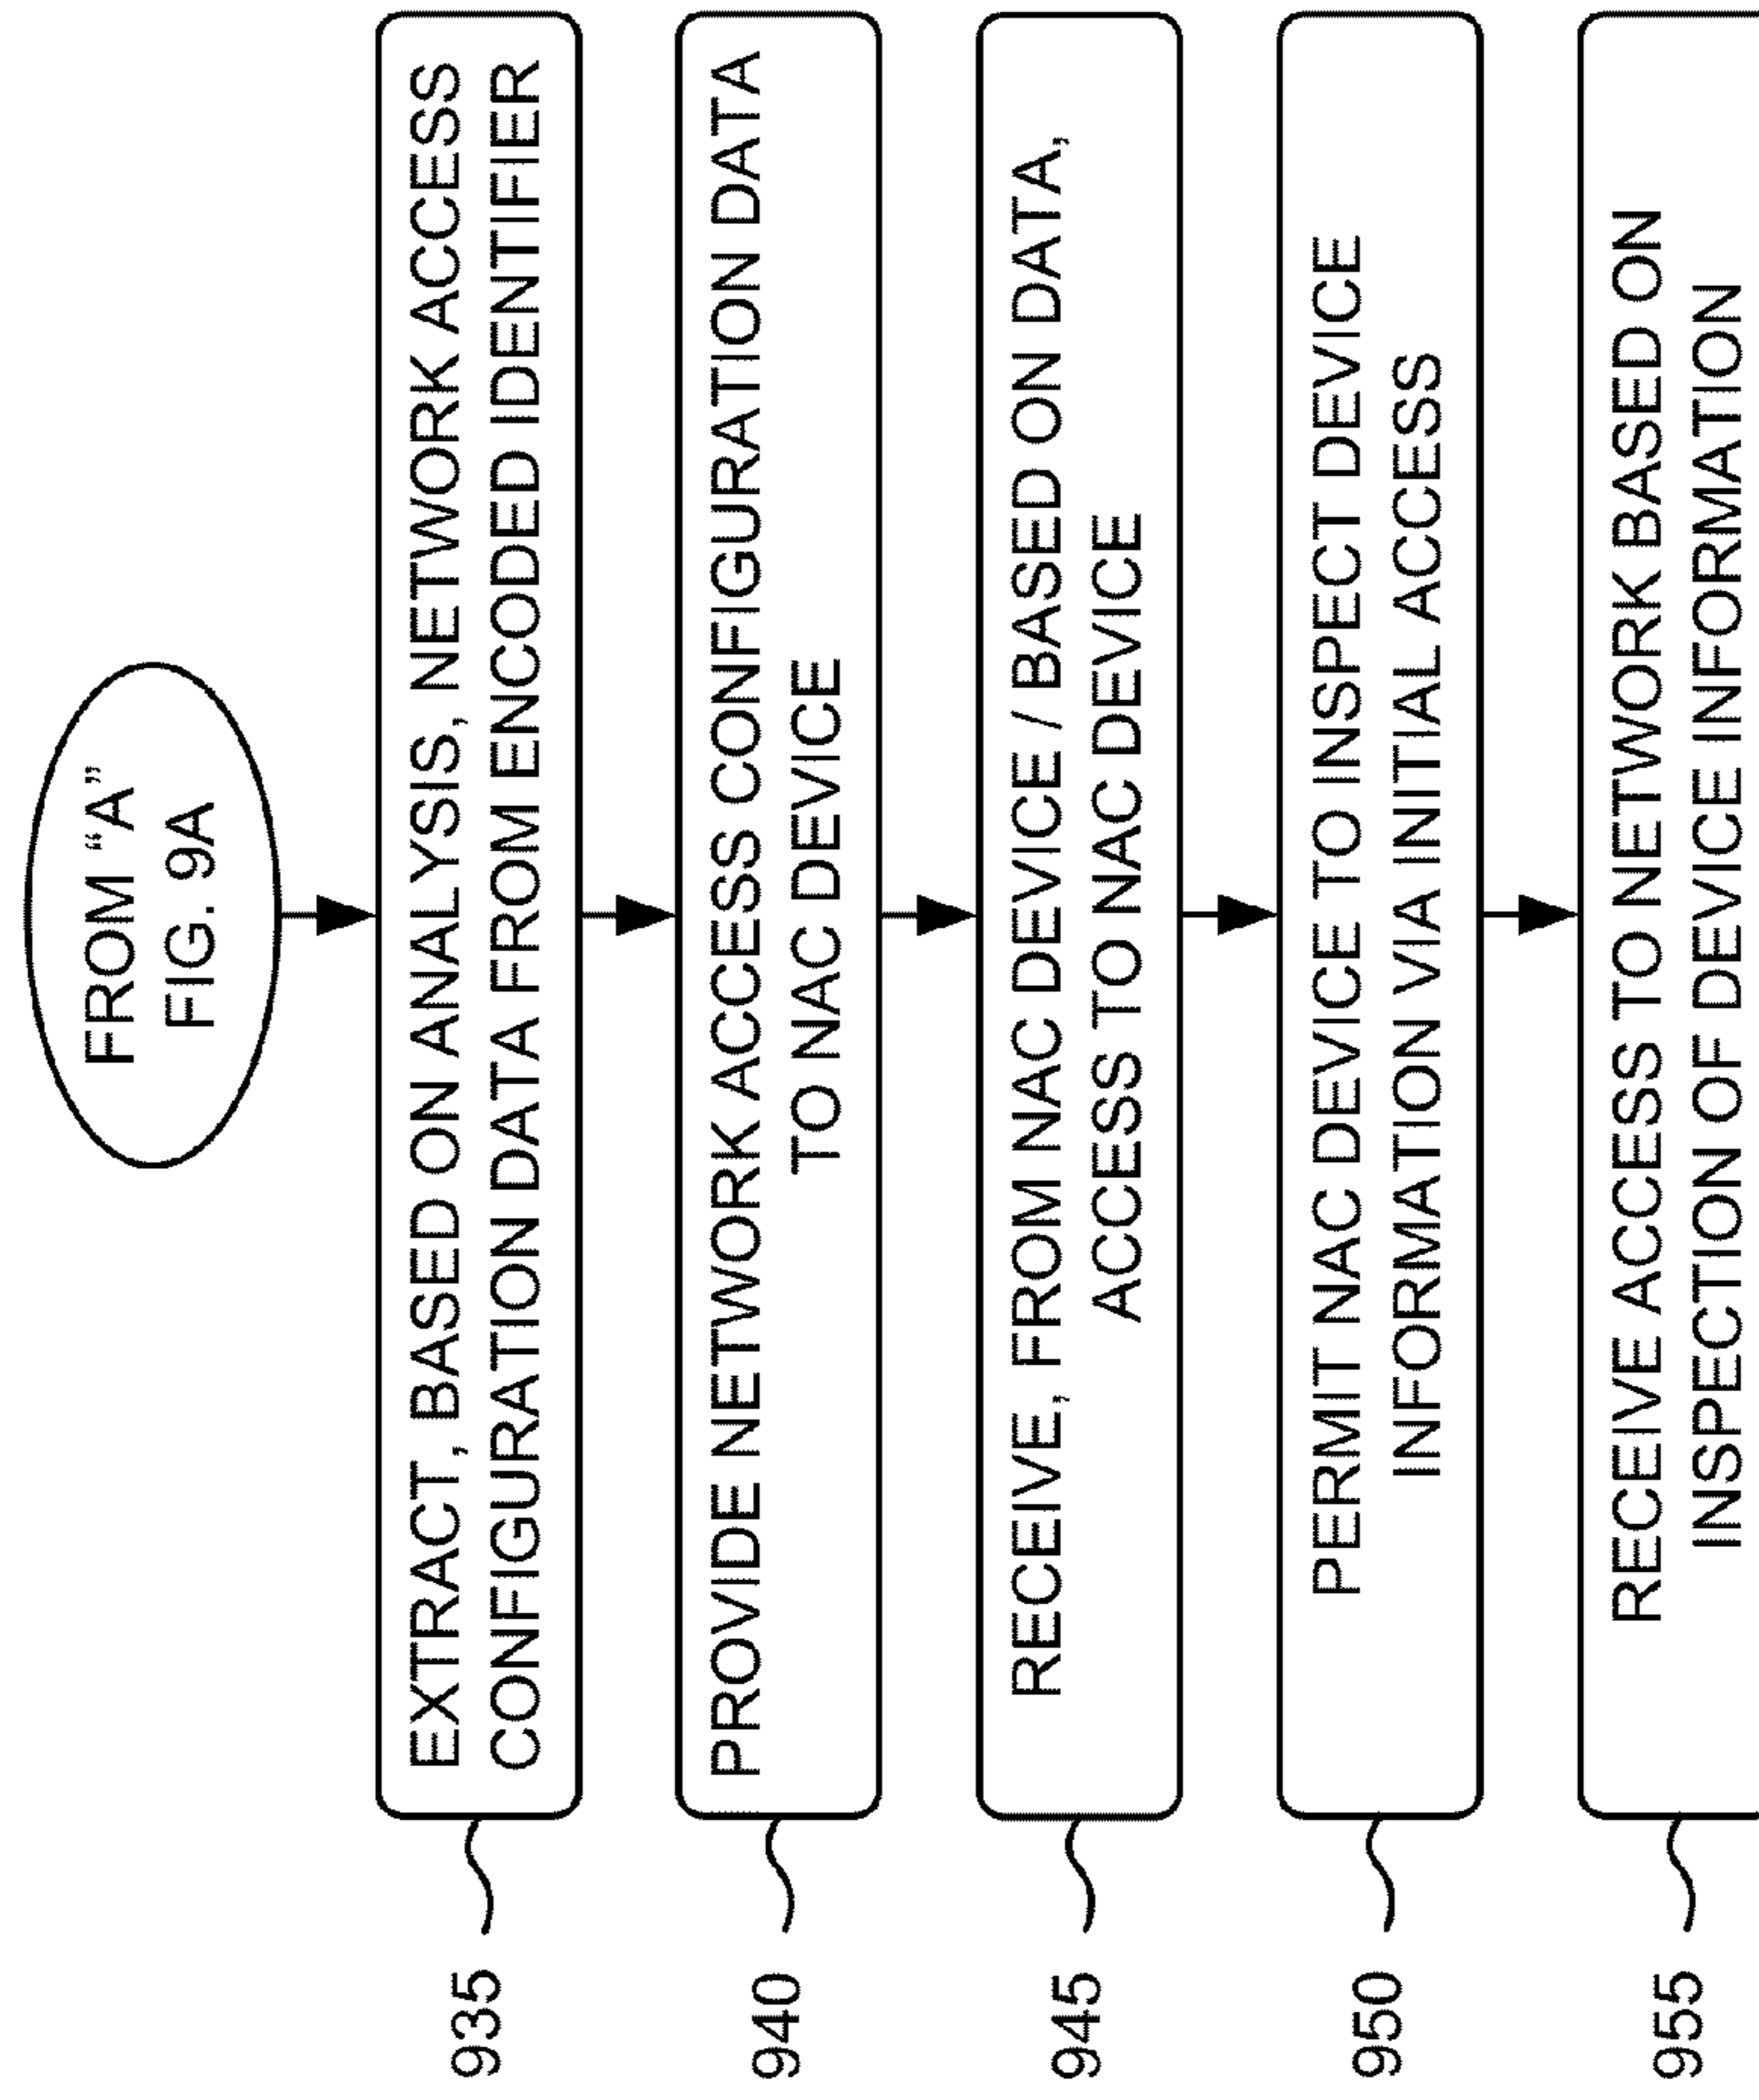 FROM “A”
FIG. 9A
935
EXTRACT, BASED ON ANALYSIS, NETWORK ACCESS
CONFIGURATION DATA FROM ENCODED IDENTIFIER
940
PROVIDE NETWORK ACCESS CONFIGURATION DATA
TO NAC DEVICE
945
RECEIVE, FROM NAC DEVICE / BASED ON DATA,
ACCESS TO NAC DEVICE
950
PERMIT NAC DEVICE TO INSPECT DEVICE
INFORMATION VIA INITIAL ACCESS
955
RECEIVE ACCESS TO NETWORK BASED ON
INSPECTION OF DEVICE INFORMATION